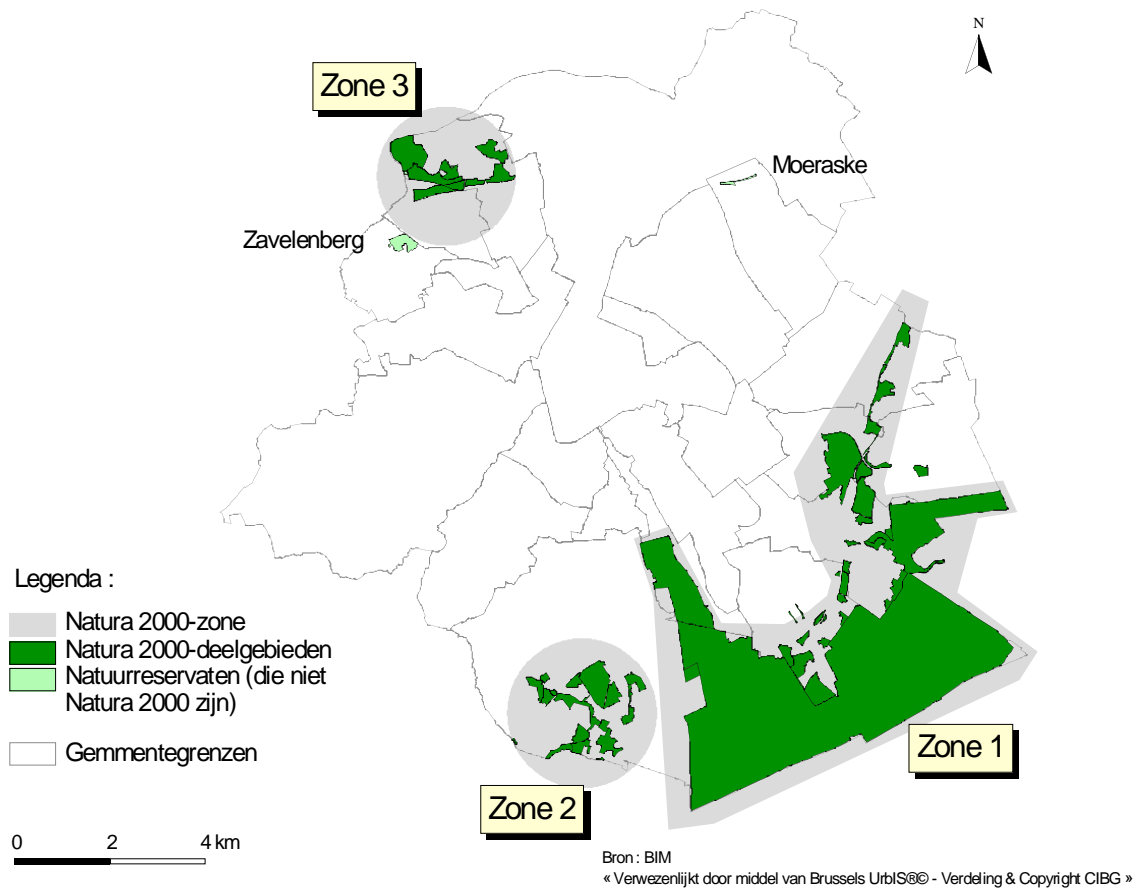 N
Zone 3
Moeraske
Zavelenberg
Legenda :
Natura 2000-zone
Natura 2000-deelgebieden
Natuurreservaten (die niet
Natura 2000 zijn)
Gemmentegrenzen
Zone 1
Zone 2
0 2 4 km
Bron : BIM
« Verwezenlijkt door middel van Brussels UrbIS®© - Verdeling & Copyright CIBG »